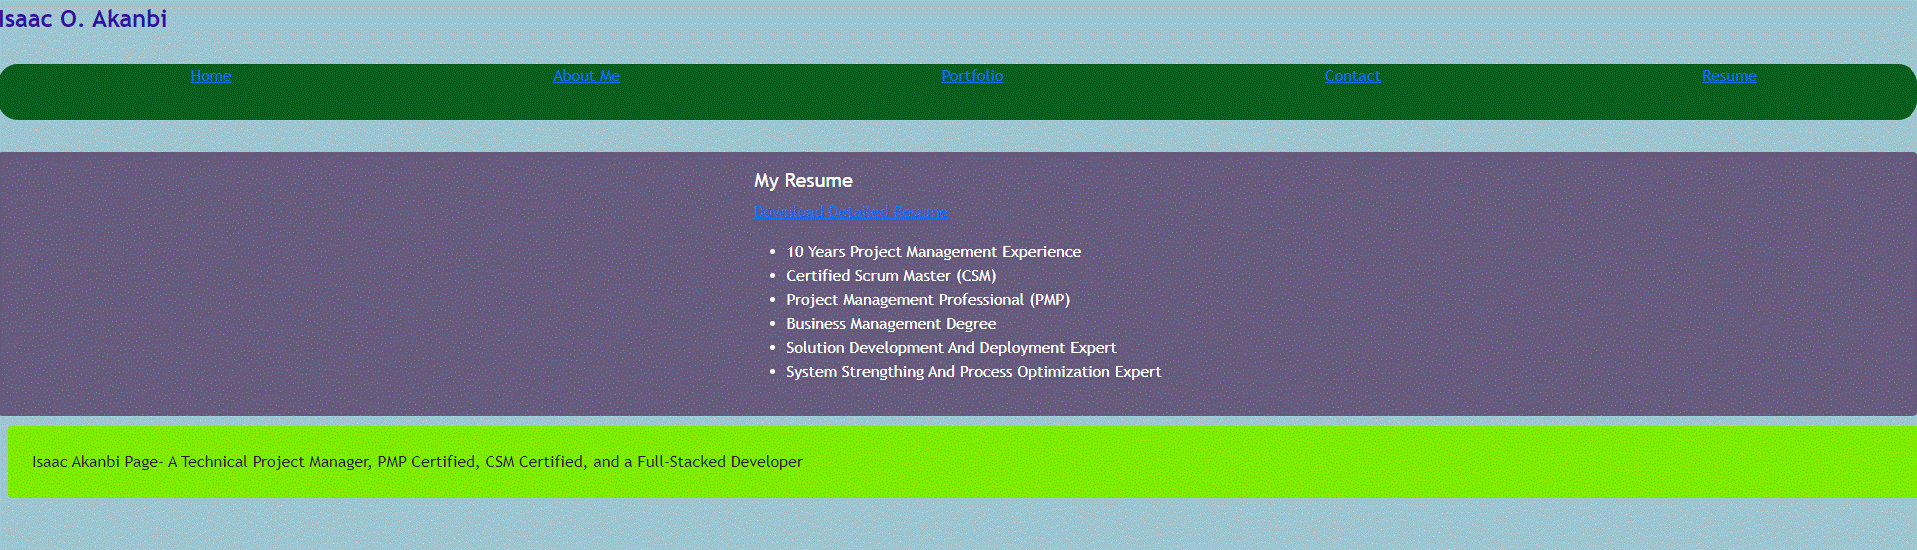 Isaac O. Akanbi
Home About Me Portfolio Contact Resume
My Resume
Download Detailed Resume
• 10 Years Project Management Experience
• Certified Scrum Master (CSM)
• Project Management Professional (PMP)
• Business Management Degree
• Solution Development And Deployment Expert
• System Strengthing And Process Optimization Expert
Isaac Akanbi Page- A Technical Project Manager, PMP Certified, CSM Certified, and a Full-Stacked Developer